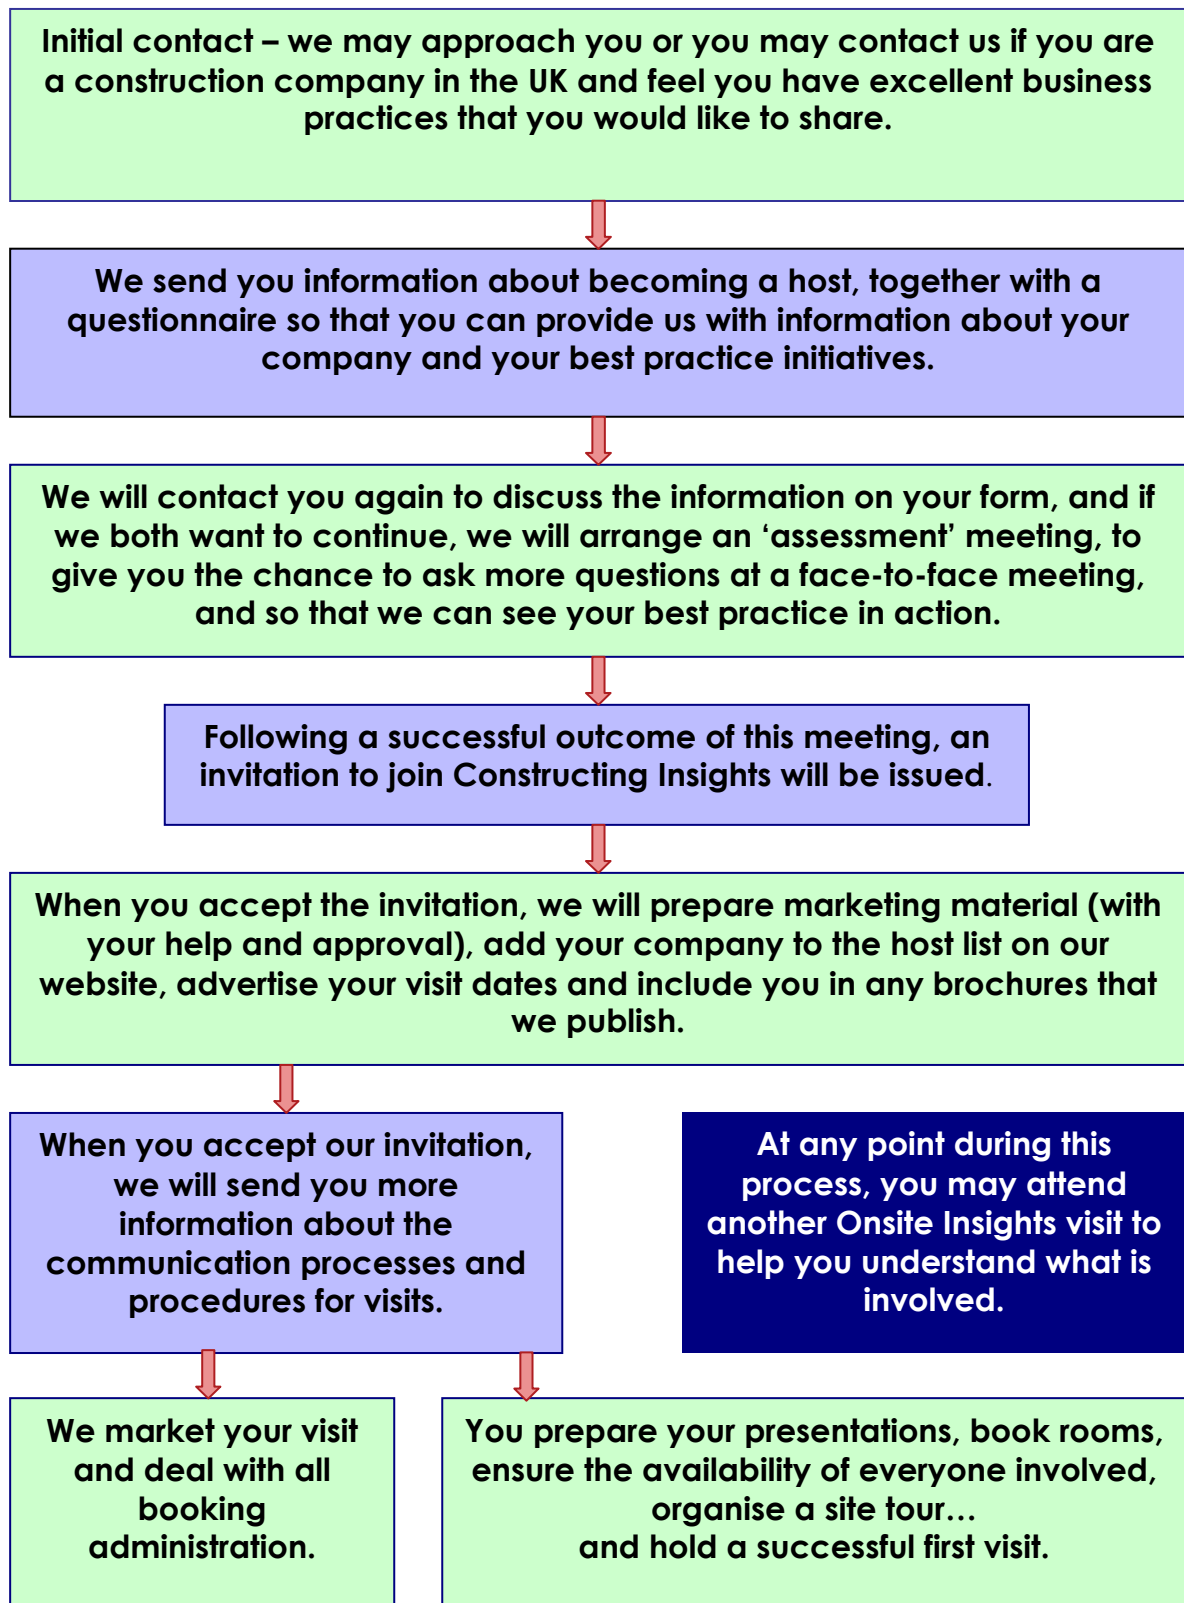 Initial contact – we may approach you or you may contact us if you are
a construction company in the UK and feel you have excellent business
practices that you would like to share.
We send you information about becoming a host, together with a
questionnaire so that you can provide us with information about your
company and your best practice initiatives.
We will contact you again to discuss the information on your form, and if
we both want to continue, we will arrange an ‘assessment’ meeting, to
give you the chance to ask more questions at a face-to-face meeting,
and so that we can see your best practice in action.
Following a successful outcome of this meeting, an
invitation to join Constructing Insights will be issued.
When you accept the invitation, we will prepare marketing material (with
your help and approval), add your company to the host list on our
website, advertise your visit dates and include you in any brochures that
we publish.
When you accept our invitation,
we will send you more
information about the
communication processes and
procedures for visits.
At any point during this
process, you may attend
another Onsite Insights visit to
help you understand what is
involved.
We market your visit
and deal with all
booking
administration.
You prepare your presentations, book rooms,
ensure the availability of everyone involved,
organise a site tour…
and hold a successful first visit.